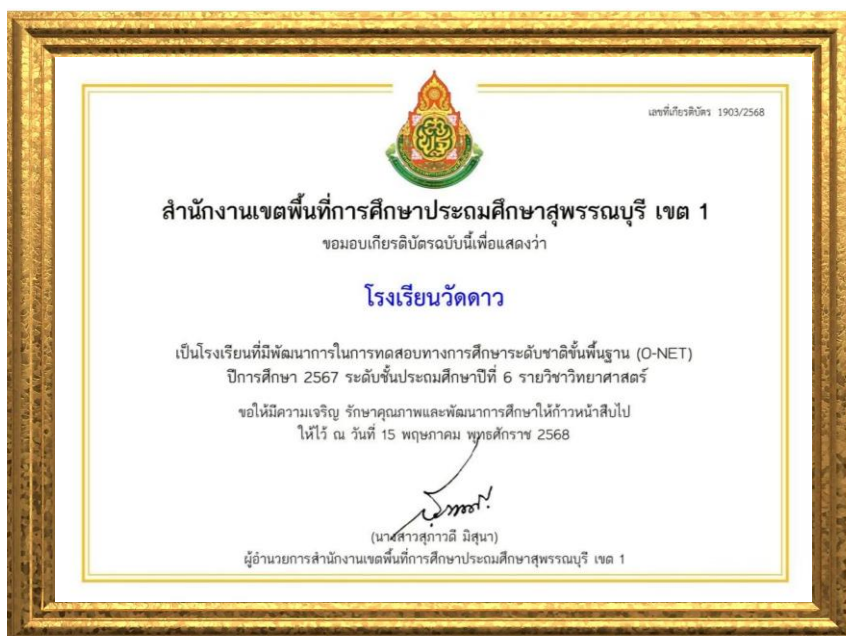 เลขที่เกียรติบัตร 1903/2568
สำนักงานเขตพื้นที่การศึกษาประถมศึกษาสุพรรณบุรี เขต 1
ขอมอบเกียรติบัตรฉบับนี้เพื่อแสดงว่า
โรงเรียนวัดดาว
เป็นโรงเรียนที่มีพัฒนาการในการทดสอบทางการศึกษาระดับชาติขั้นพื้นฐาน (O-NET)
ปีการศึกษา 2567 ระดับชั้นประถมศึกษาปีที่ 6 รายวิชาวิทยาศาสตร์
ขอให้มีความเจริญ รักษาคุณภาพและพัฒนาการศึกษาให้ก้าวหน้าสืบไป
ให้ไว้ ณ วันที่ 15 พฤษภาคม พุทธศักราช 2568
(นางสาวสุภาวดี มิสุนา)
ผู้อำนวยการสำนักงานเขตพื้นที่การศึกษาประถมศึกษาสุพรรณบุรี เขต 1